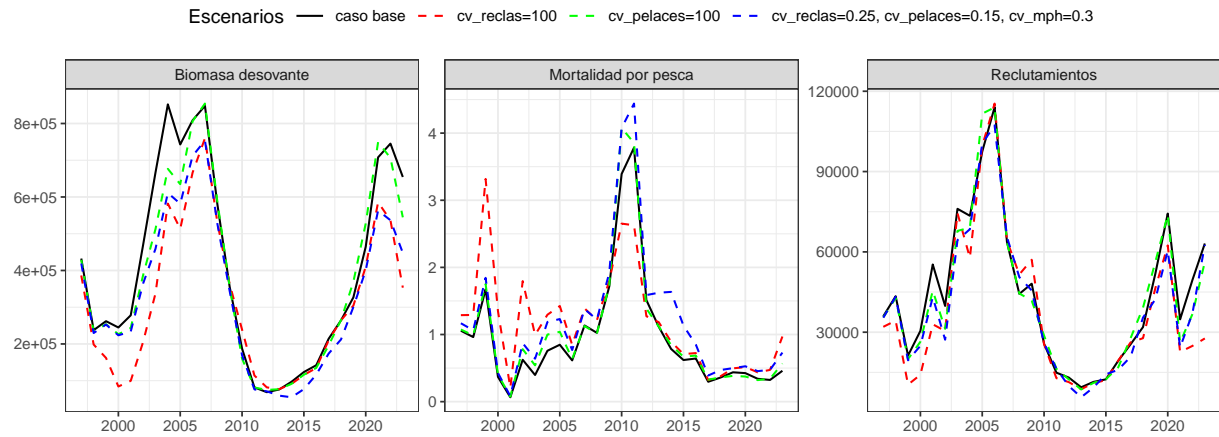 Escenarios caso base cv_reclas=100 cv_pelaces=100 cv_reclas=0.25, cv_pelaces=0.15, cv_mph=0.3
Biomasa desovante Mortalidad por pesca Reclutamientos
8e+05
6e+05
4e+05
2e+05
2000 2005 2010 2015 2020
4
3
2
1
0
2000 2005 2010 2015 2020
120000
90000
60000
30000
2000 2005 2010 2015 2020